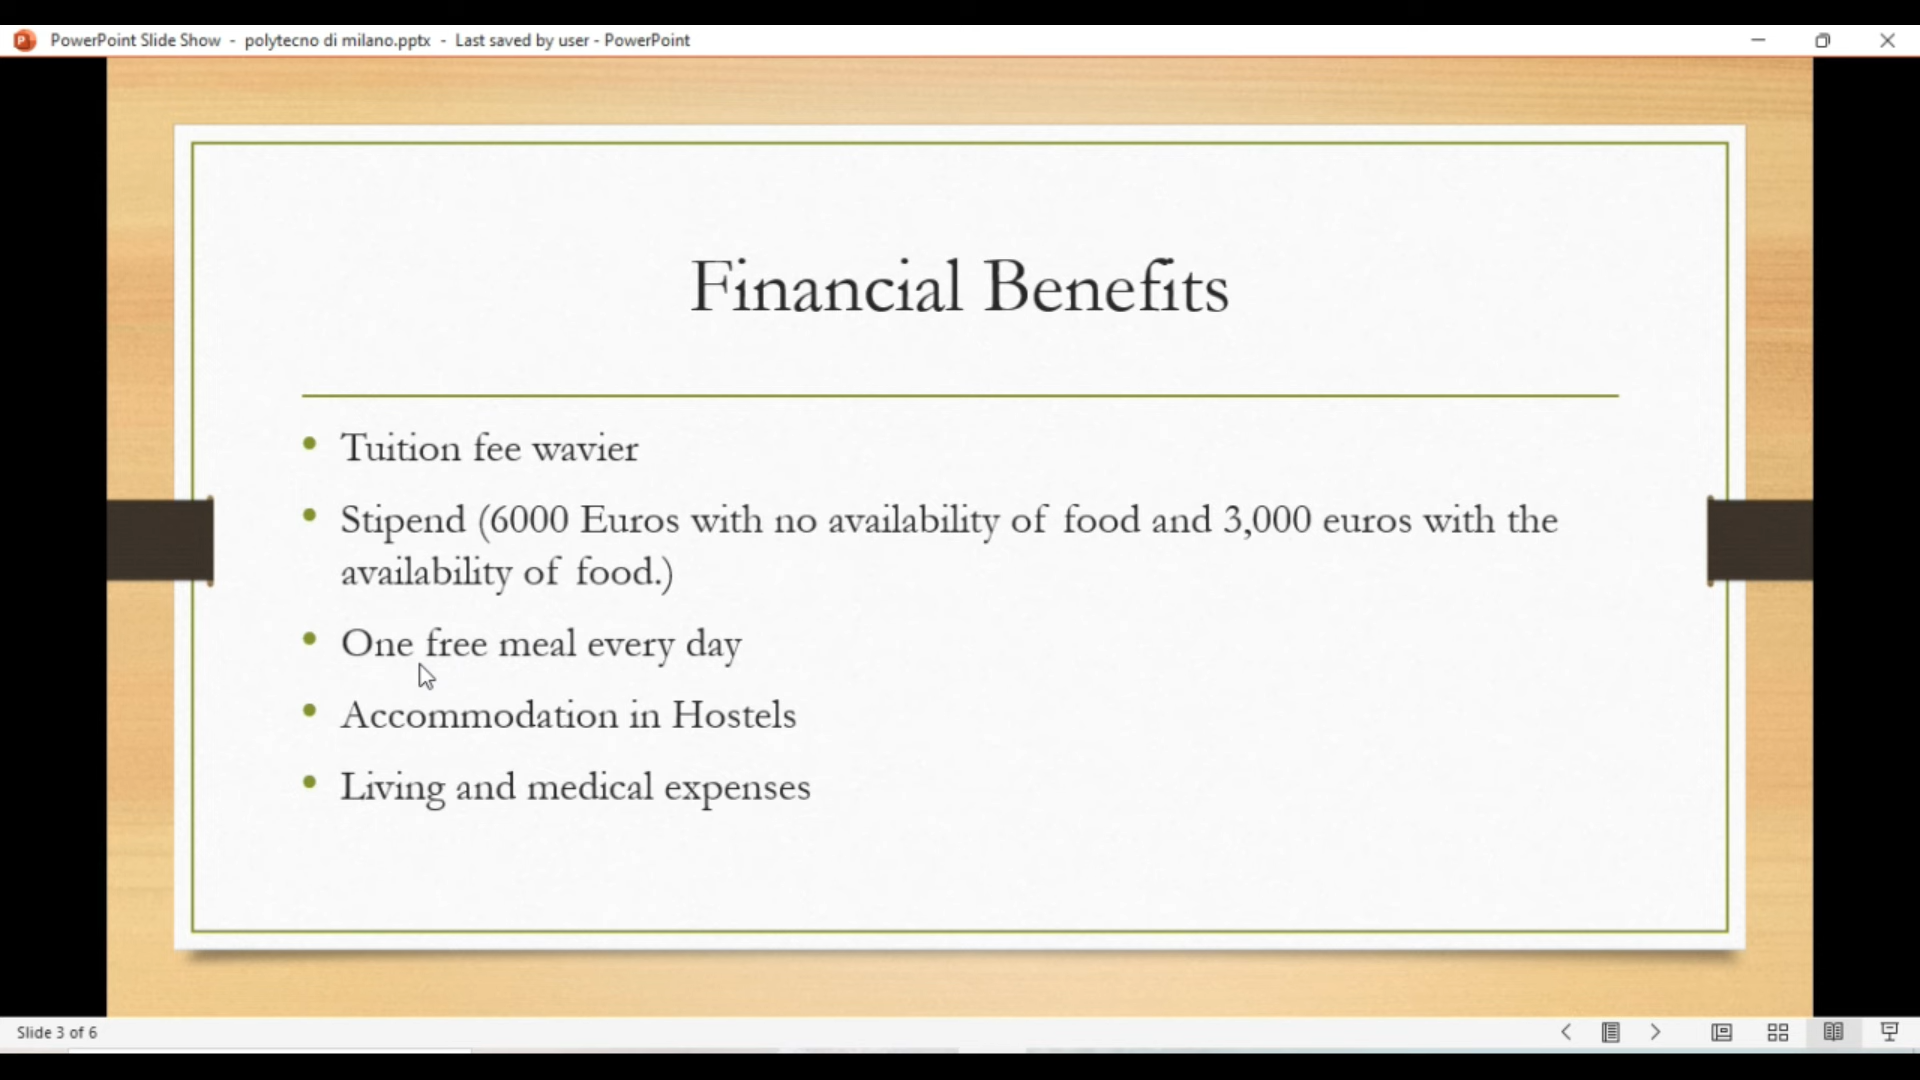 PowerPoint Slide Show - polytecno di milano.pptx - Last saved by user - PowerPoint
Financial Benefits
• Tuition fee wavier
• Stipend (6000 Euros with no availability of food and 3,000 euros with the
availability of food.)
• One free meal every day
• Accommodation in Hostels
• Living and medical expenses
Slide 3 of 6